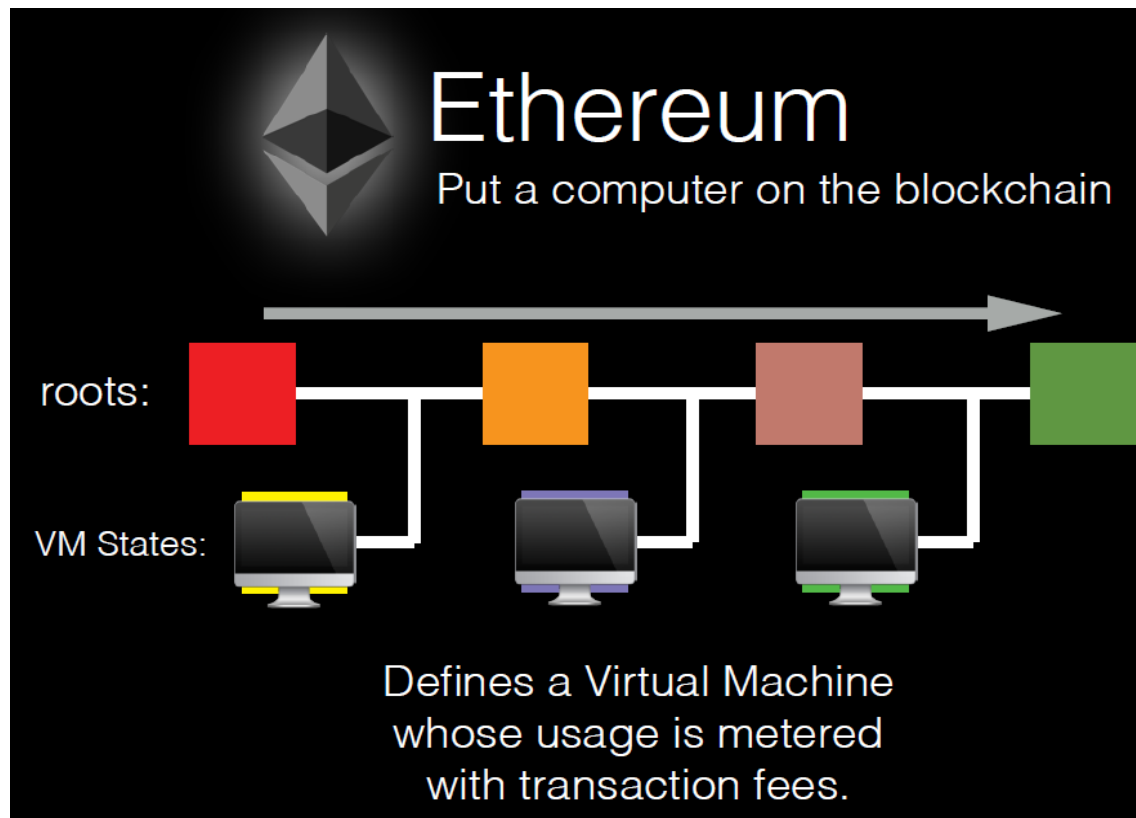 Ethereum
Put a computer on the blockchain
roots:
VM States:
Defines a Virtual Machine
whose usage is metered
with transaction fees.